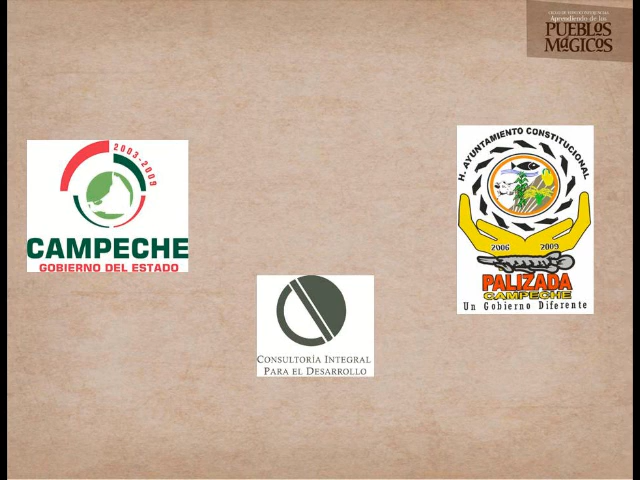 Aprendiendo de los
PUEBLOS
MáGICOS
2003-2009
CAMPECHE
GOBIERNO DEL ESTADO
H. AYUNTAMIENTO CONSTITUCIONAL
2006 2009
PALIZADA
CAMPECHE
Un Gobierno Diferente
CONSULTORÍA INTEGRAL
PARA EL DESARROLLO